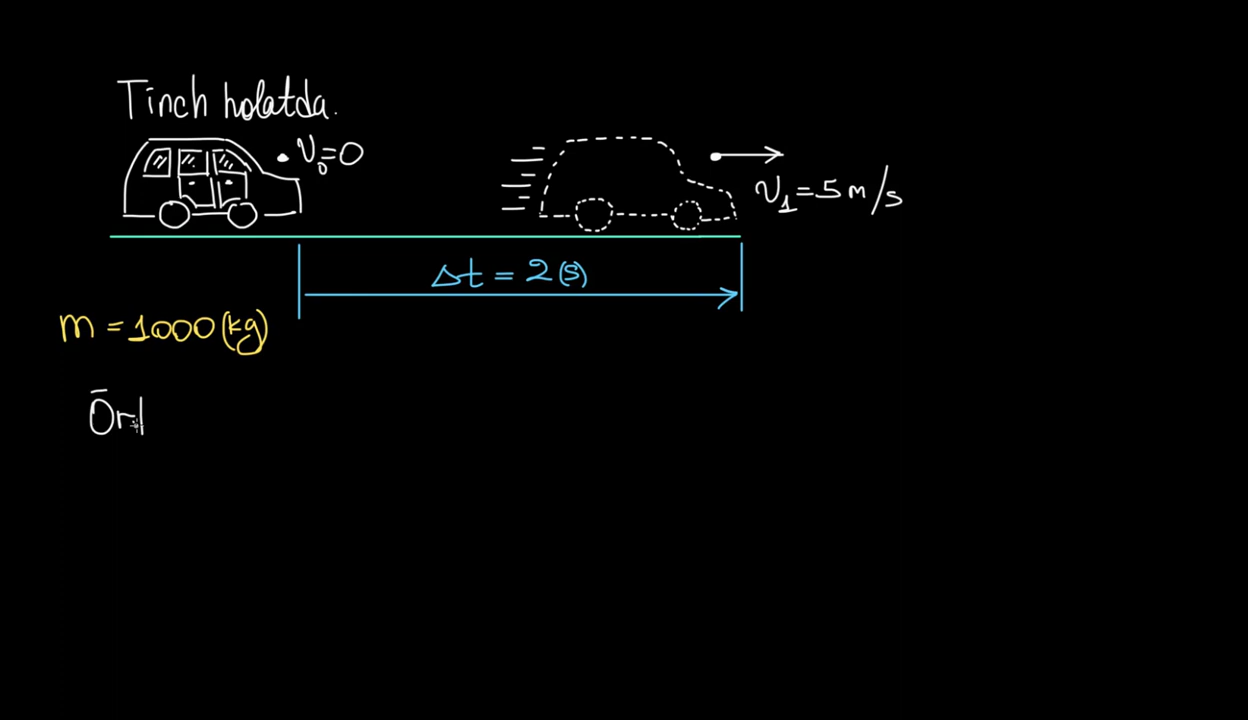 Tinch holatda.
v₀=0
v₁=5 m/s
Δt = 2 (s)
m = 1000 (kg)